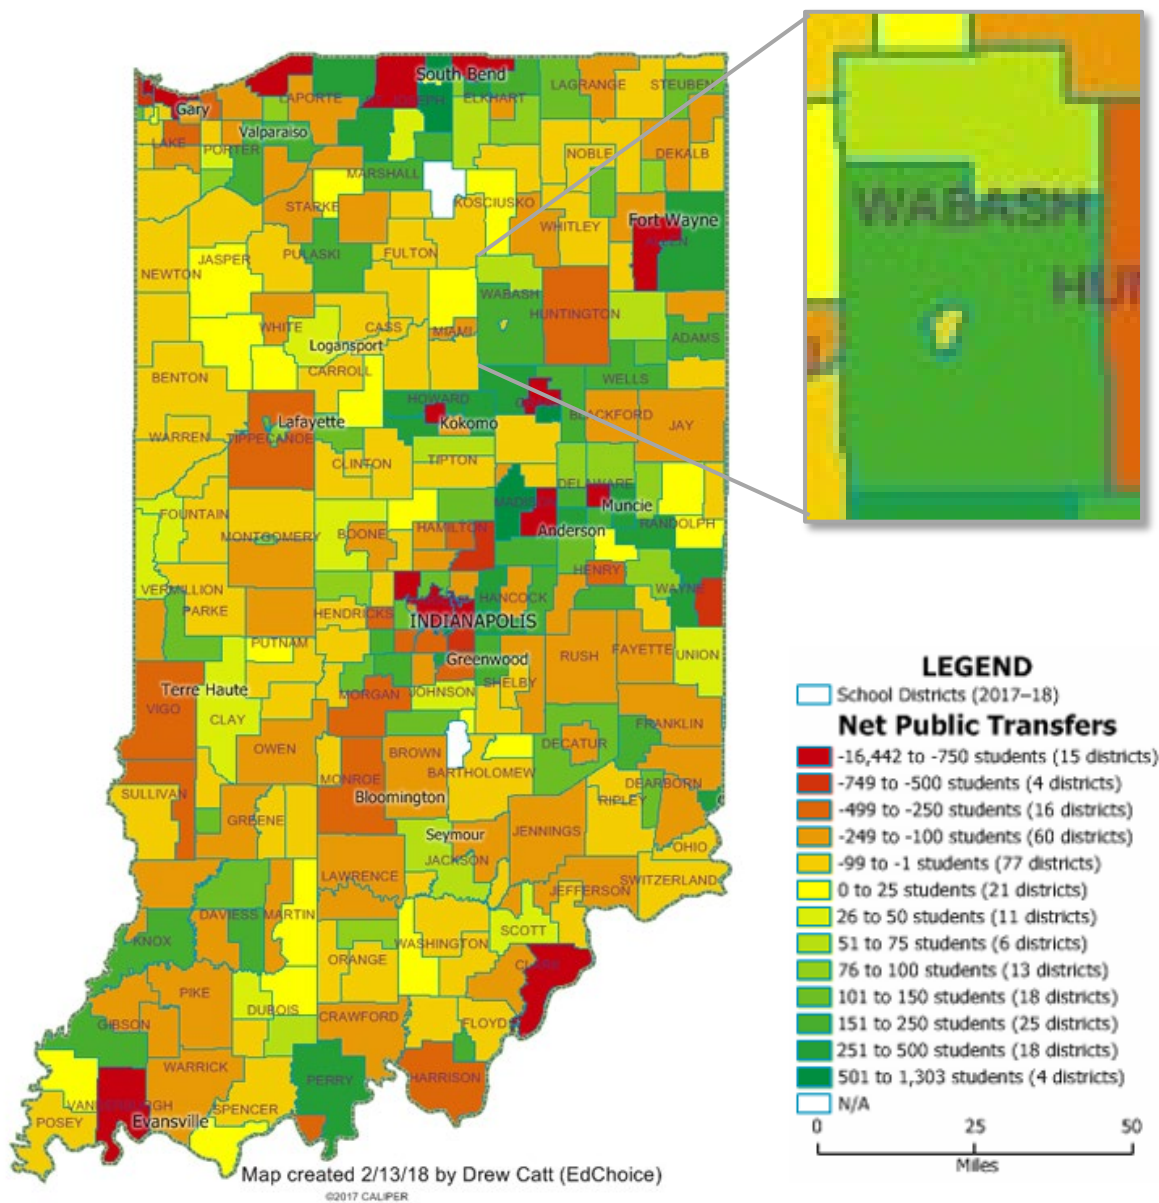 South Bend
LAPORTE
ST JOSEPH
ELKHART
LAGRANGE
STEUBEN
Gary
Valparaiso
LAKE
PORTER
NOBLE
DEKALB
MARSHALL
STARKE
KOSCIUSKO
WHITLEY
Fort Wayne
ALLEN
JASPER
PULASKI
FULTON
NEWTON
WABASH
HUNTINGTON
WHITE
CASS
MIAMI
ADAMS
Logansport
CARROLL
BENTON
WELLS
HOWARD
BLACKFORD
JAY
Lafayette
Kokomo
WARREN
TIPPECANOE
CLINTON
TIPTON
DELAWARE
MADISON
Muncie
FOUNTAIN
MONTGOMERY
BOONE
HAMILTON
Anderson
RANDOLPH
HENRY
VERMILLION
PARKE
HENDRICKS
HANCOCK
WAYNE
INDIANAPOLIS
PUTNAM
RUSH
FAYETTE
UNION
Greenwood
SHELBY
Terre Haute
VIGO
CLAY
MORGAN
JOHNSON
FRANKLIN
OWEN
BROWN
DECATUR
MONROE
BARTHOLOMEW
DEARBORN
SULLIVAN
Bloomington
RIPLEY
GREENE
Seymour
JENNINGS
JACKSON
OHIO
LAWRENCE
JEFFERSON
SWITZERLAND
DAVIESS
MARTIN
KNOX
WASHINGTON
SCOTT
ORANGE
CLARK
PIKE
DUBOIS
GIBSON
CRAWFORD
FLOYD
WARRICK
PERRY
HARRISON
VANDERBURGH
SPENCER
POSEY
Evansville
WABASH
HUN
LEGEND
School Districts (2017–18)
Net Public Transfers
-16,442 to -750 students (15 districts)
-749 to -500 students (4 districts)
-499 to -250 students (16 districts)
-249 to -100 students (60 districts)
-99 to -1 students (77 districts)
0 to 25 students (21 districts)
26 to 50 students (11 districts)
51 to 75 students (6 districts)
76 to 100 students (13 districts)
101 to 150 students (18 districts)
151 to 250 students (25 districts)
251 to 500 students (18 districts)
501 to 1,303 students (4 districts)
N/A
0 25 50
Miles
Map created 2/13/18 by Drew Catt (EdChoice)
©2017 CALIPER